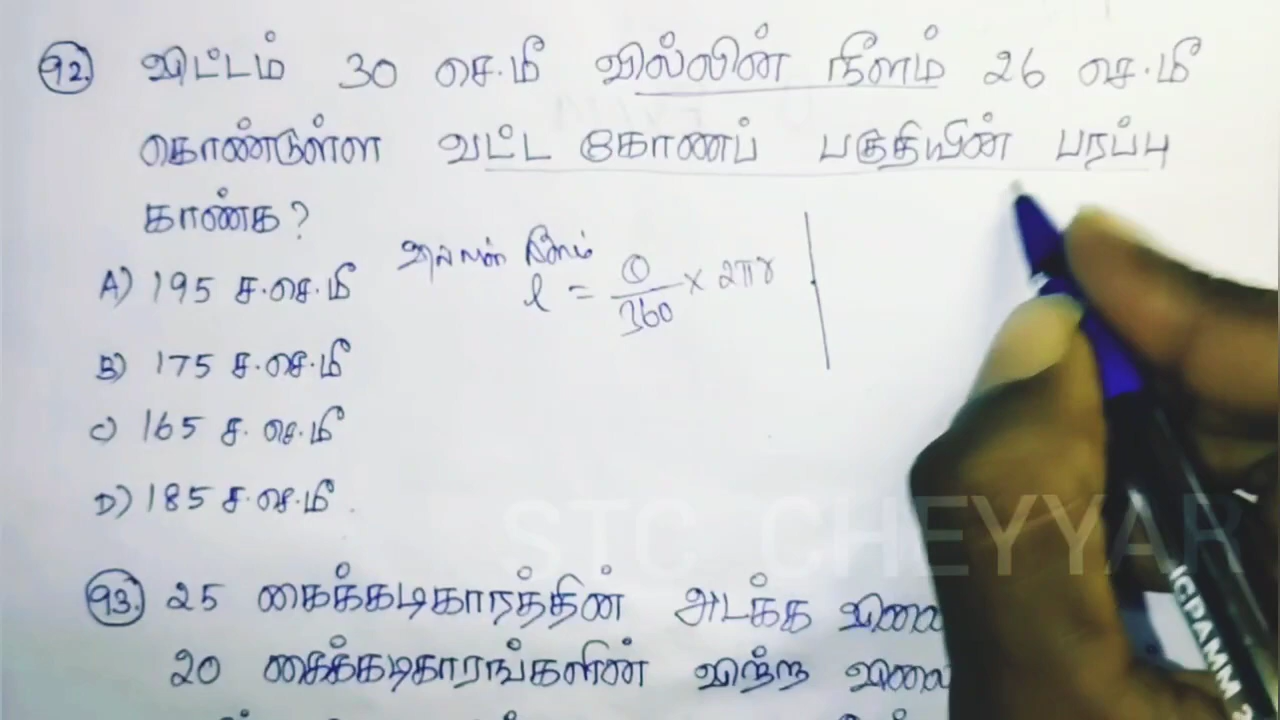 92. விட்டம் 30 செ.மீ வில்லின் நீளம் 26 செ.மீ
கொண்டுள்ள வட்ட கோணப் பகுதியின் பரப்பு
காண்க?
A) 195 ச.செ.மீ
வில்லின் நீளம்
l = θ/360 × 2πr
B) 175 ச.செ.மீ
C) 165 ச.செ.மீ
D) 185 ச.செ.மீ.
STC CHEYYAR
93. 25 கைக்கடிகாரத்தின் அடக்க விலை
20 கைக்கடிகாரங்களின் விற்ற விலை